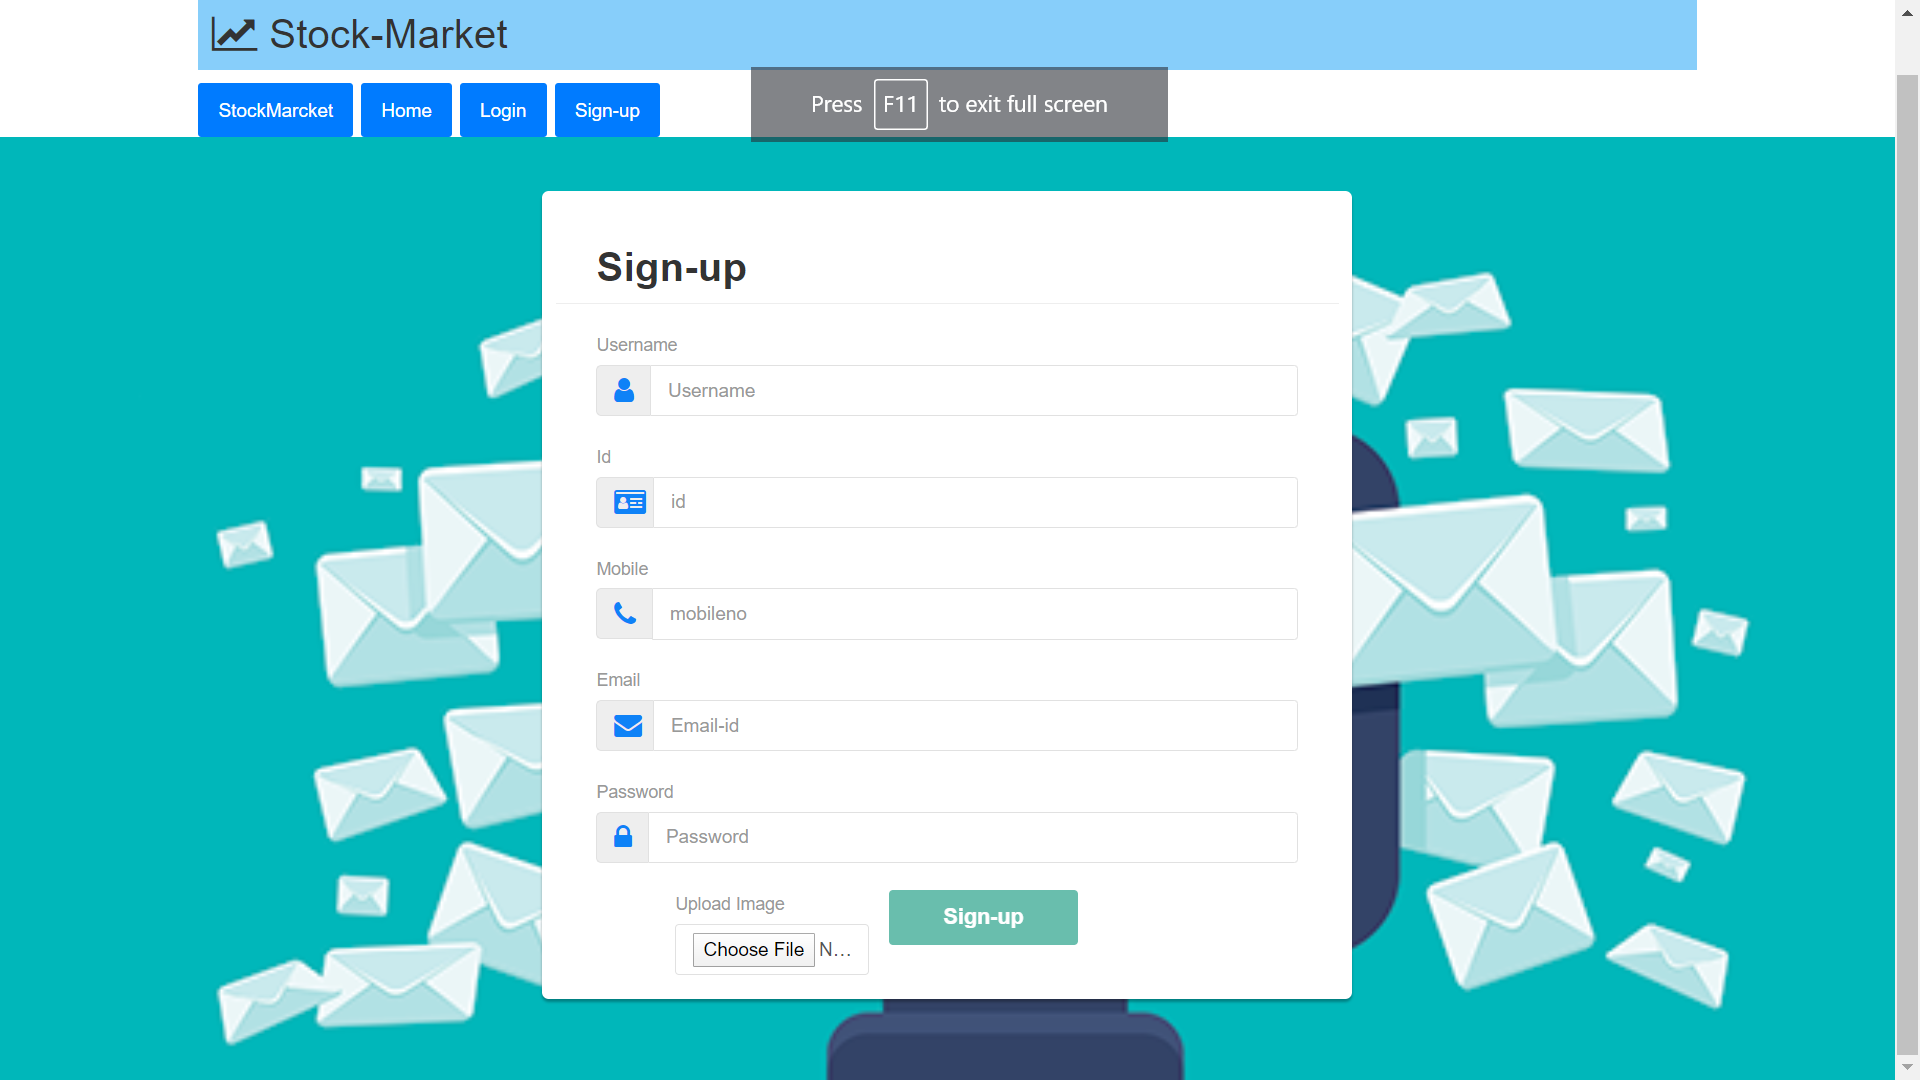 Stock-Market
StockMarcket Home Login Sign-up
Press F11 to exit full screen
Sign-up
Username
Username
Id
id
Mobile
mobileno
Email
Email-id
Password
Password
Upload Image
Sign-up
Choose File N...